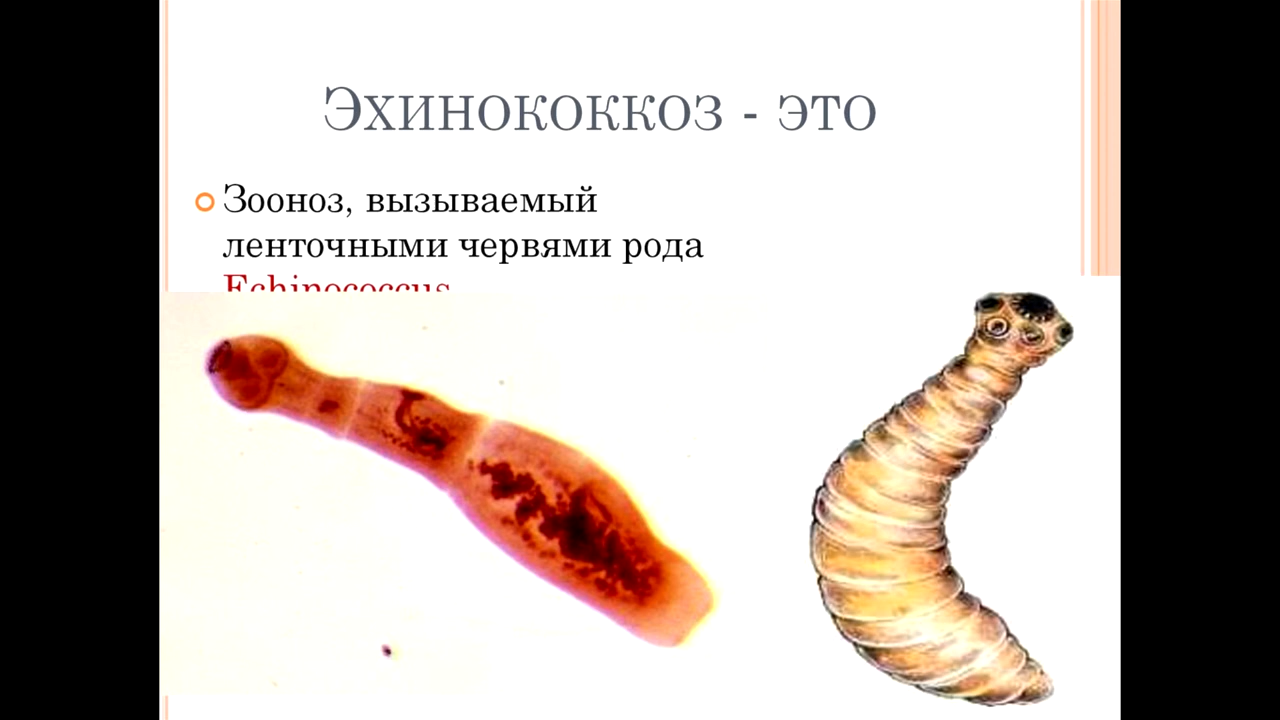 Эхинококкоз - это
Зооноз, вызываемый
ленточными червями рода
Echinococcus